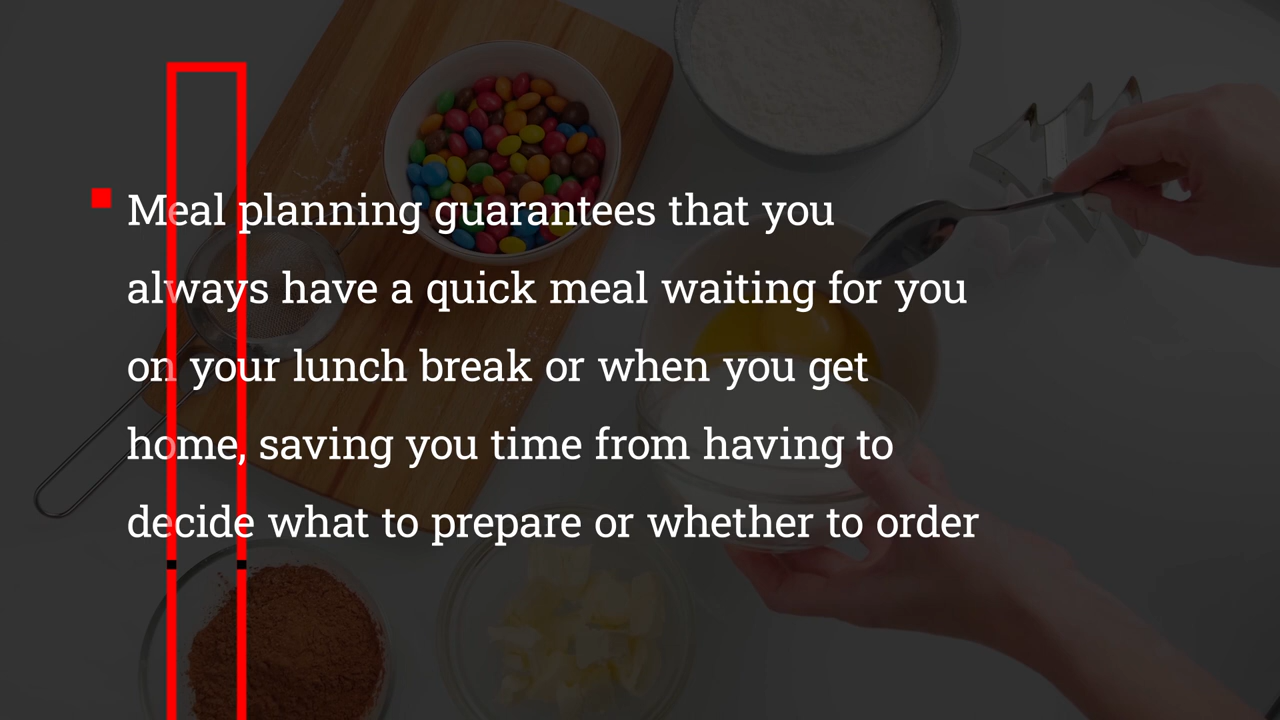 Meal planning guarantees that you
always have a quick meal waiting for you
on your lunch break or when you get
home, saving you time from having to
decide what to prepare or whether to order